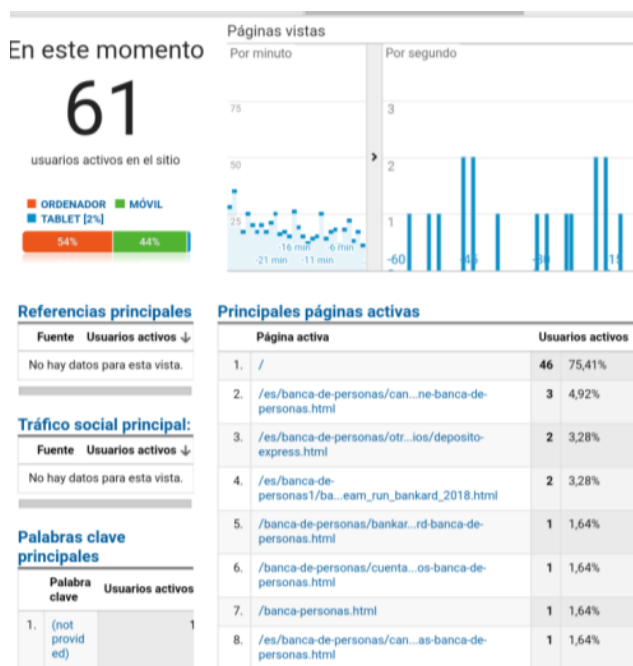 En este momento
61
usuarios activos en el sitio
ORDENADOR MÓVIL
TABLET [2%]
54% 44%
Páginas vistas
Por minuto
75
50
25
-16 min -6 min
-21 min -11 min
Por segundo
3
2
1
-60 -45 -30 -15
Referencias principales
Fuente Usuarios activos
No hay datos para esta vista.
Tráfico social principal:
Fuente Usuarios activos
No hay datos para esta vista.
Palabras clave
principales
Palabra
clave Usuarios activos
1. (not
provid
ed) 1
Principales páginas activas
Página activa Usuarios activos
1. / 46 75,41%
2. /es/banca-de-personas/can...ne-banca-de-
personas.html 3 4,92%
3. /es/banca-de-personas/otr...ios/deposito-
express.html 2 3,28%
4. /es/banca-de-
personas1/ba...eam_run_bankard_2018.html 2 3,28%
5. /banca-de-personas/bankar...rd-banca-de-
personas.html 1 1,64%
6. /banca-de-personas/cuenta...os-banca-de-
personas.html 1 1,64%
7. /banca-personas.html 1 1,64%
8. /es/banca-de-personas/can...as-banca-de-
personas.html 1 1,64%